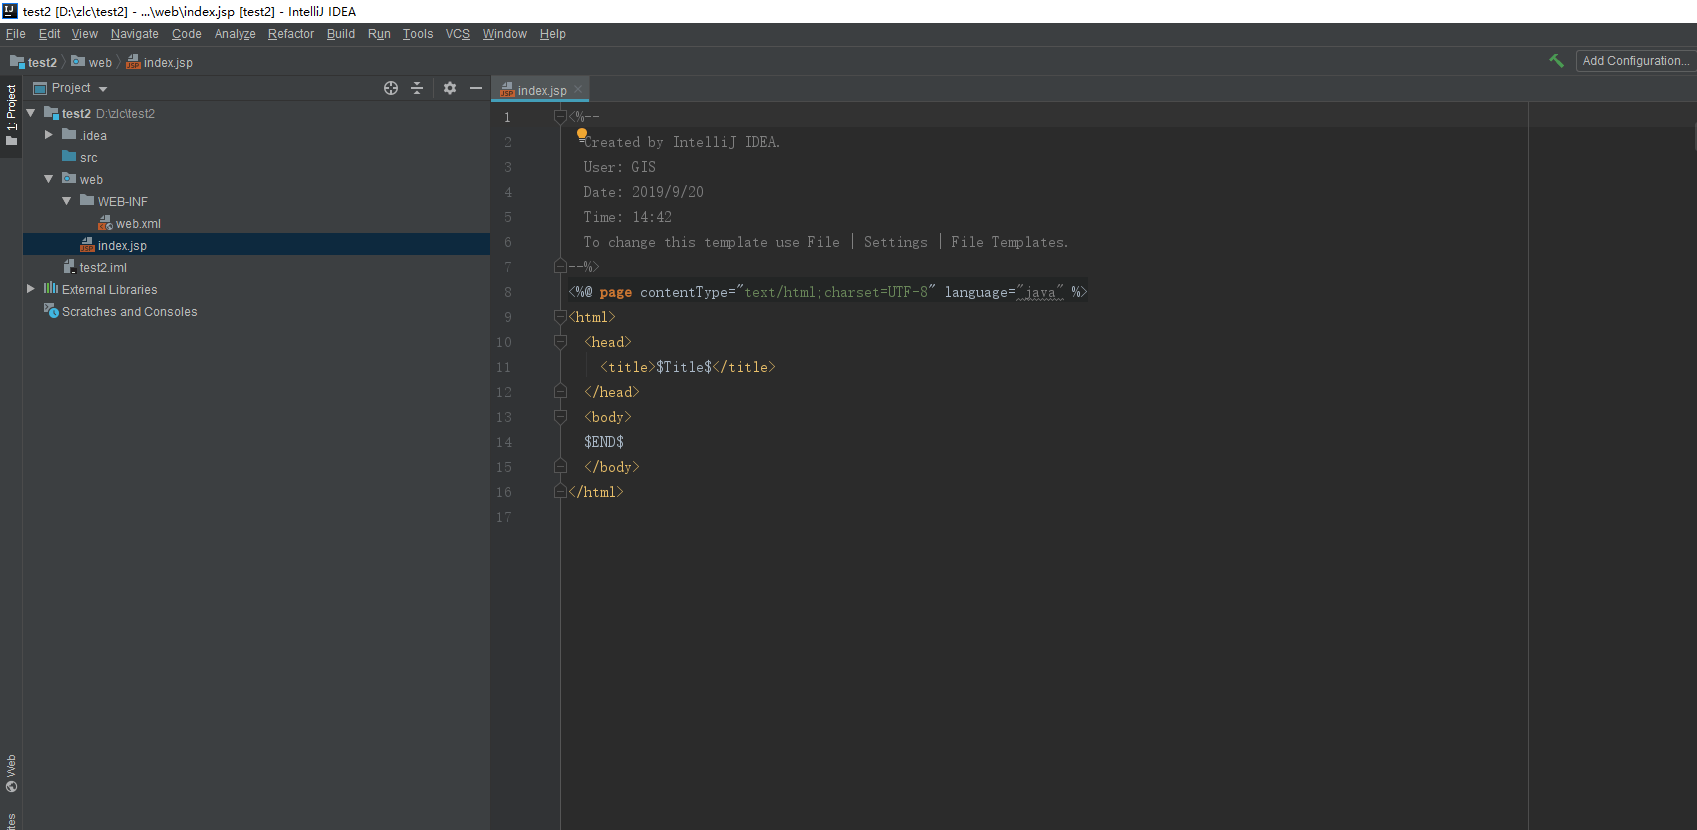 test2 [D:\zlc\test2] - ...\web\index.jsp [test2] - IntelliJ IDEA
File Edit View Navigate Code Analyze Refactor Build Run Tools VCS Window Help
test2 web index.jsp
Add Configuration...
1: Project
Project
index.jsp
test2 D:\zlc\test2
.idea
src
web
WEB-INF
web.xml
index.jsp
test2.iml
External Libraries
Scratches and Consoles
1 <%--
2 Created by IntelliJ IDEA.
3 User: GIS
4 Date: 2019/9/20
5 Time: 14:42
6 To change this template use File | Settings | File Templates.
7 --%>
8 <%@ page contentType="text/html;charset=UTF-8" language="java" %>
9 <html>
10 <head>
11 <title>$Title$</title>
12 </head>
13 <body>
14 $END$
15 </body>
16 </html>
17
Web